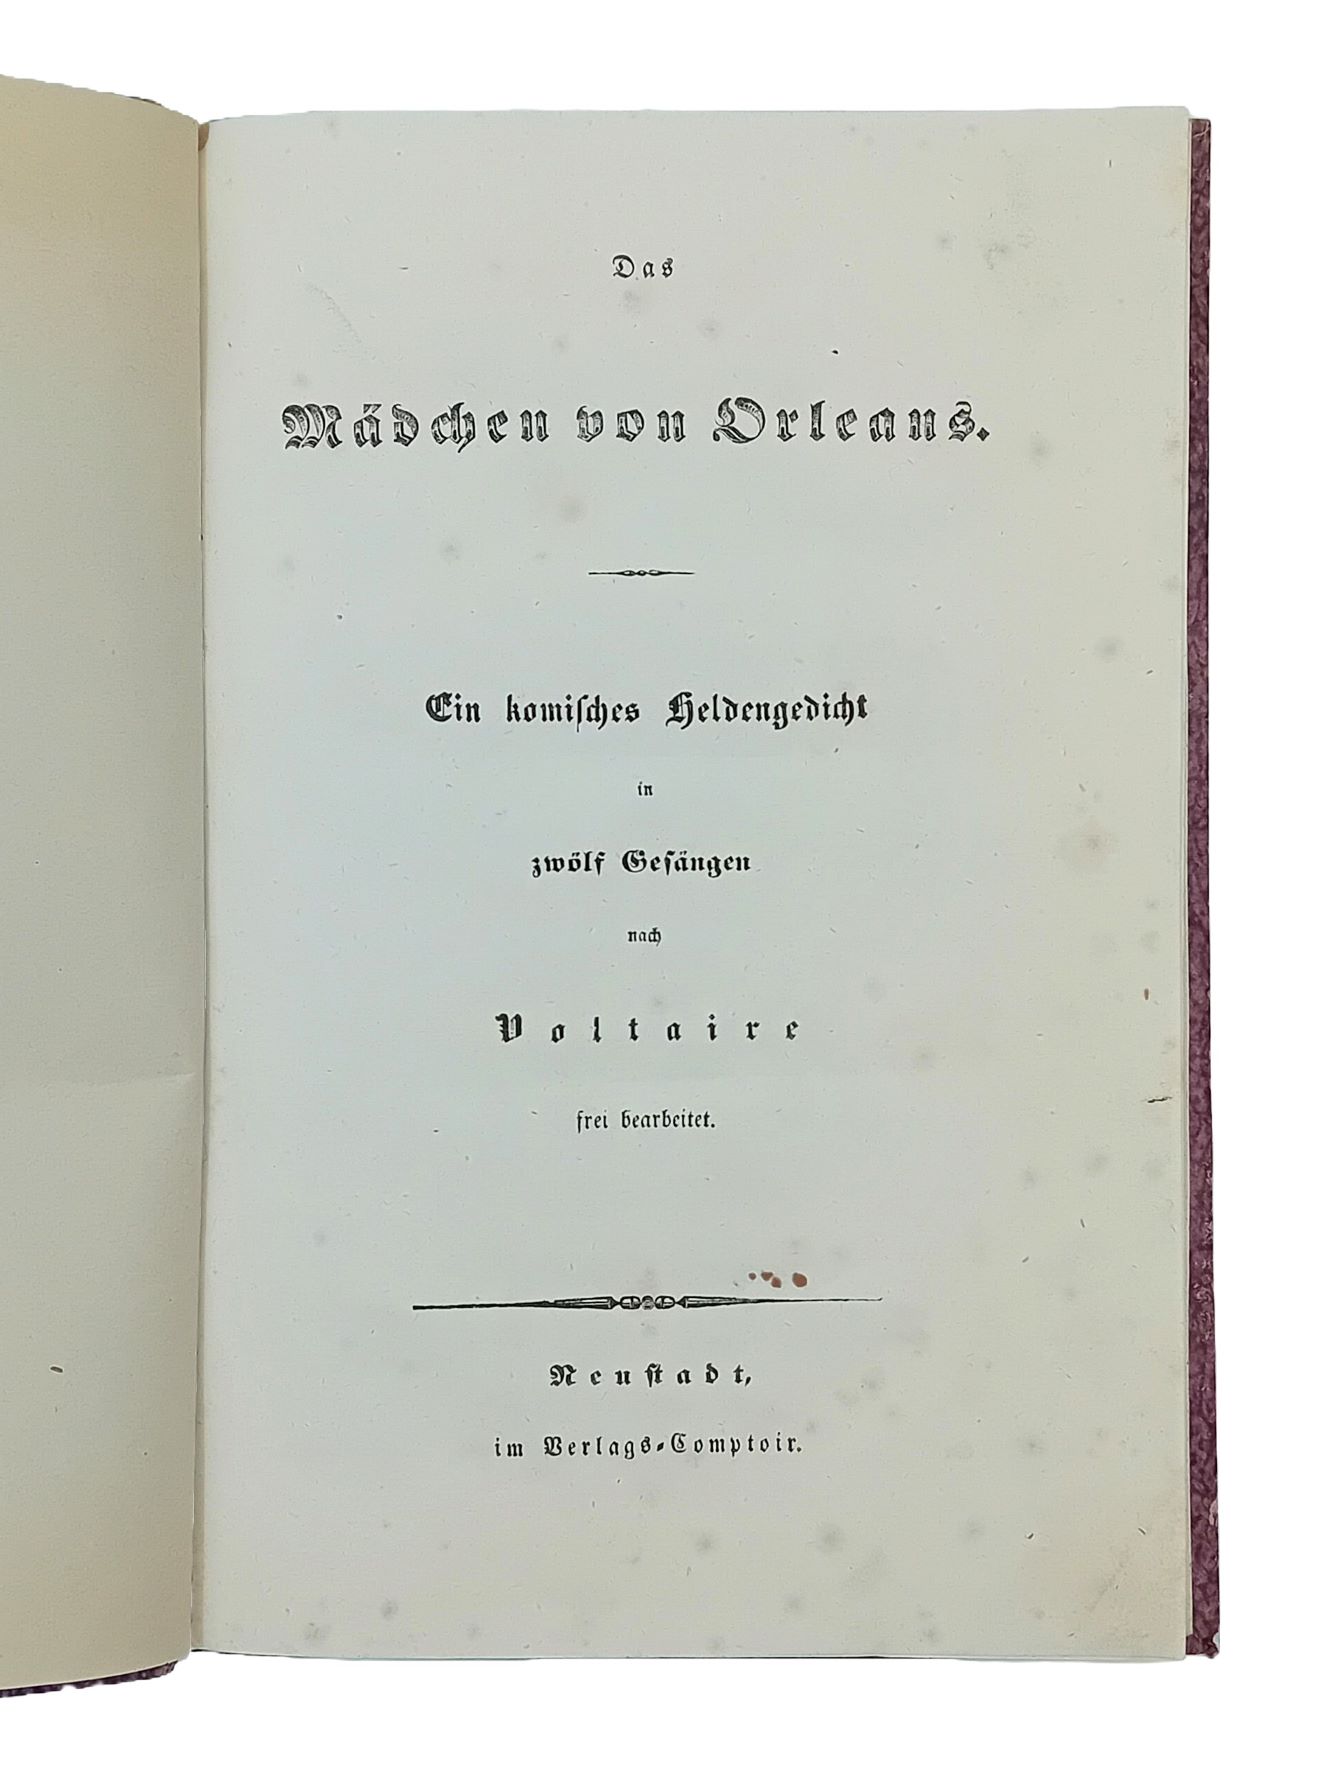 Das
Mädchen von Orleans.
Ein komiſches Heldengedicht
in
zwölf Geſängen
nach
Voltaire
frei bearbeitet.
Neuſtadt,
im Verlags-Comptoir.